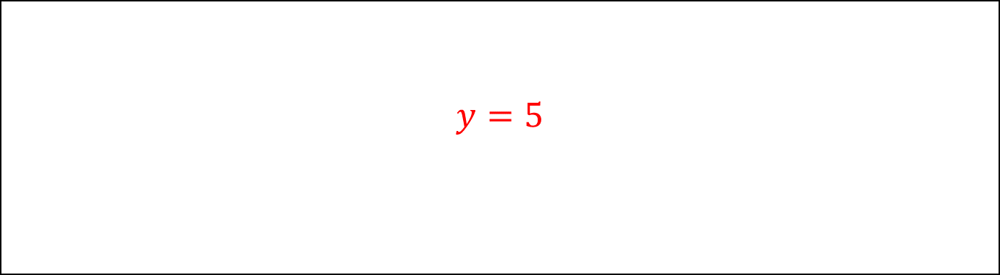 y = 5